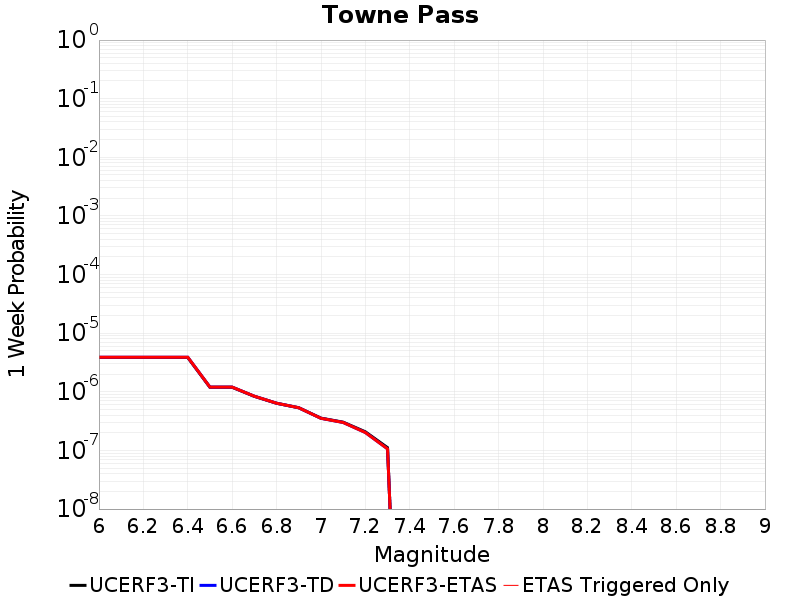 Towne Pass
1 Week Probability
10^0
10^-1
10^-2
10^-3
10^-4
10^-5
10^-6
10^-7
10^-8
6 6.2 6.4 6.6 6.8 7 7.2 7.4 7.6 7.8 8 8.2 8.4 8.6 8.8 9
Magnitude
UCERF3-TI UCERF3-TD UCERF3-ETAS ETAS Triggered Only